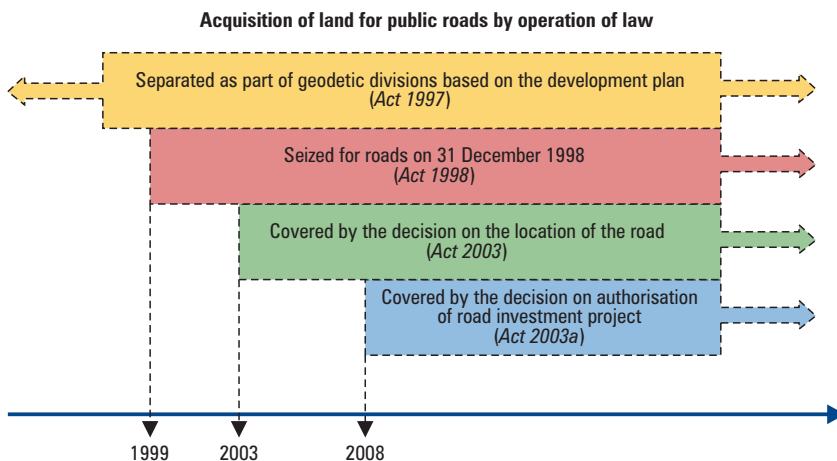 Acquisition of land for public roads by operation of law
Separated as part of geodetic divisions based on the development plan
(Act 1997)
Seized for roads on 31 December 1998
(Act 1998)
Covered by the decision on the location of the road
(Act 2003)
Covered by the decision on authorisation
of road investment project
(Act 2003a)
1999 2003 2008